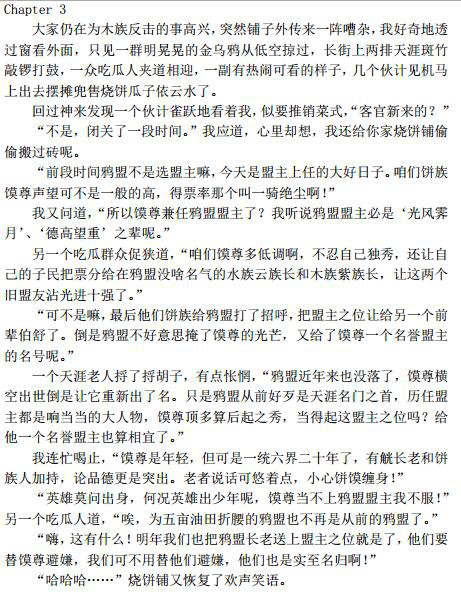 Chapter 3
大家仍在为木族反击的事高兴，突然铺子外传来一阵嘈杂，我好奇地透
过窗看外面，只见一群明晃晃的金乌鸦从低空掠过，长街上两排天涯斑竹
敲锣打鼓，一众吃瓜人夹道相迎，一副有热闹可看的样子，几个伙计见机马
上出去摆摊兜售烧饼瓜子依云水了。
回过神来发现一个伙计雀跃地看着我，似要推销菜式，“客官新来的？”
“不是，闭关了一段时间。”我应道，心里却想，我还给你家烧饼铺偷
偷搬过砖呢。
“前段时间鸦盟不是选盟主嘛，今天是盟主上任的大好日子。咱们饼族
馍尊声望可不是一般的高，得票率那个叫一骑绝尘啊！”
我又问道，“所以馍尊兼任鸦盟盟主了？我听说鸦盟盟主必是‘光风霁
月’、‘德高望重’之辈呢。”
另一个吃瓜群众促狭道，“咱们馍尊多低调啊，不忍自己独秀，还让自
己的子民把票分给在鸦盟没啥名气的水族云族长和木族紫族长，让这两个
旧盟友沾光进十强了。”
“可不是嘛，最后他们饼族给鸦盟打了招呼，把盟主之位让给另一个前
辈伯舒了。倒是鸦盟不好意思掩了馍尊的光芒，又给了馍尊一个名誉盟主
的名号呢。”
一个天涯老人捋了捋胡子，有点怅惘，“鸦盟近年来也没落了，馍尊横
空出世倒是让它重新出了名。只是鸦盟从前好歹是天涯名门之首，历任盟
主都是响当当的大人物，馍尊顶多算后起之秀，当得起这盟主之位吗？给
他一个名誉盟主也算相宜了。”
我连忙喝止，“馍尊是年轻，但可是一统六界二十年了，有觥长老和饼
族人加持，论品德更是突出。老者说话可悠着点，小心饼馍缠身！”
“英雄莫问出身，何况英雄出少年呢，馍尊当不上鸦盟盟主我不服！”
另一个吃瓜人道，“唉，为五亩油田折腰的鸦盟也不再是从前的鸦盟了。”
“嗨，这有什么！明年我们也把鸦盟长老送上盟主之位就是了，他们要
替馍尊避嫌，我们可不用替他们避嫌，他们也是实至名归啊！”
“哈哈哈……”烧饼铺又恢复了欢声笑语。